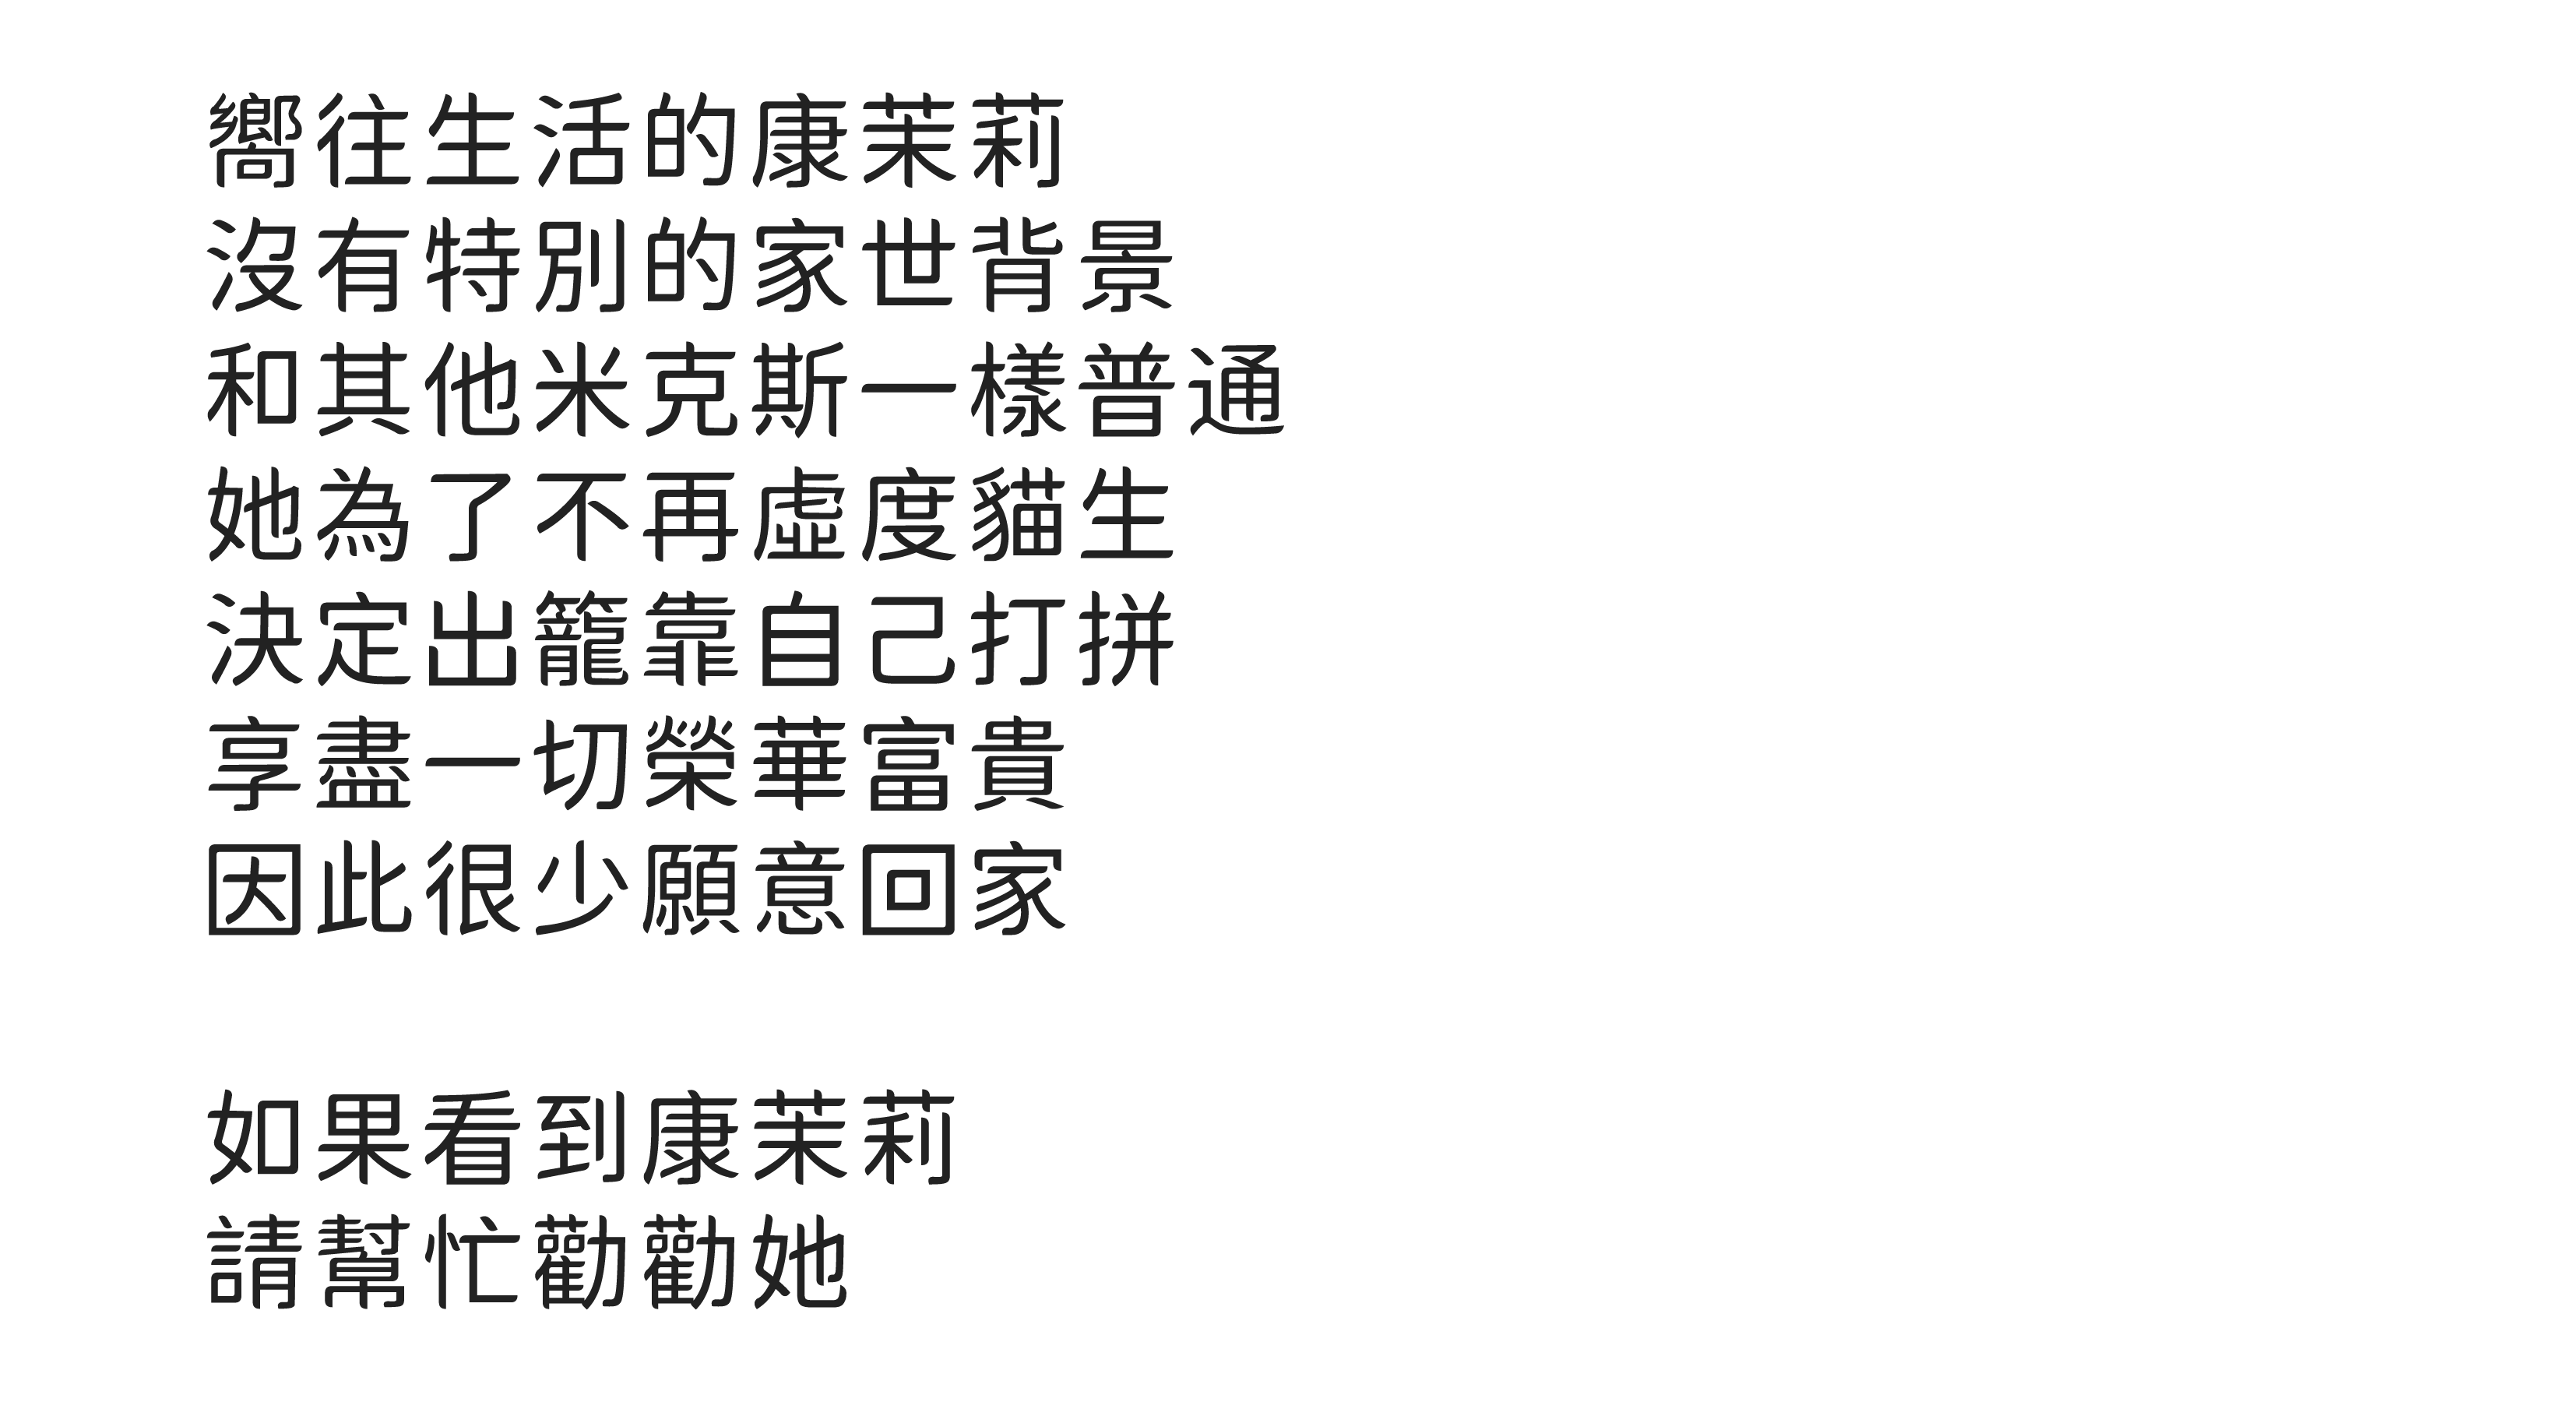 嚮往生活的康茉莉
沒有特別的家世背景
和其他米克斯一樣普通
她為了不再虛度貓生
決定出籠靠自己打拼
享盡一切榮華富貴
因此很少願意回家
如果看到康茉莉
請幫忙勸勸她